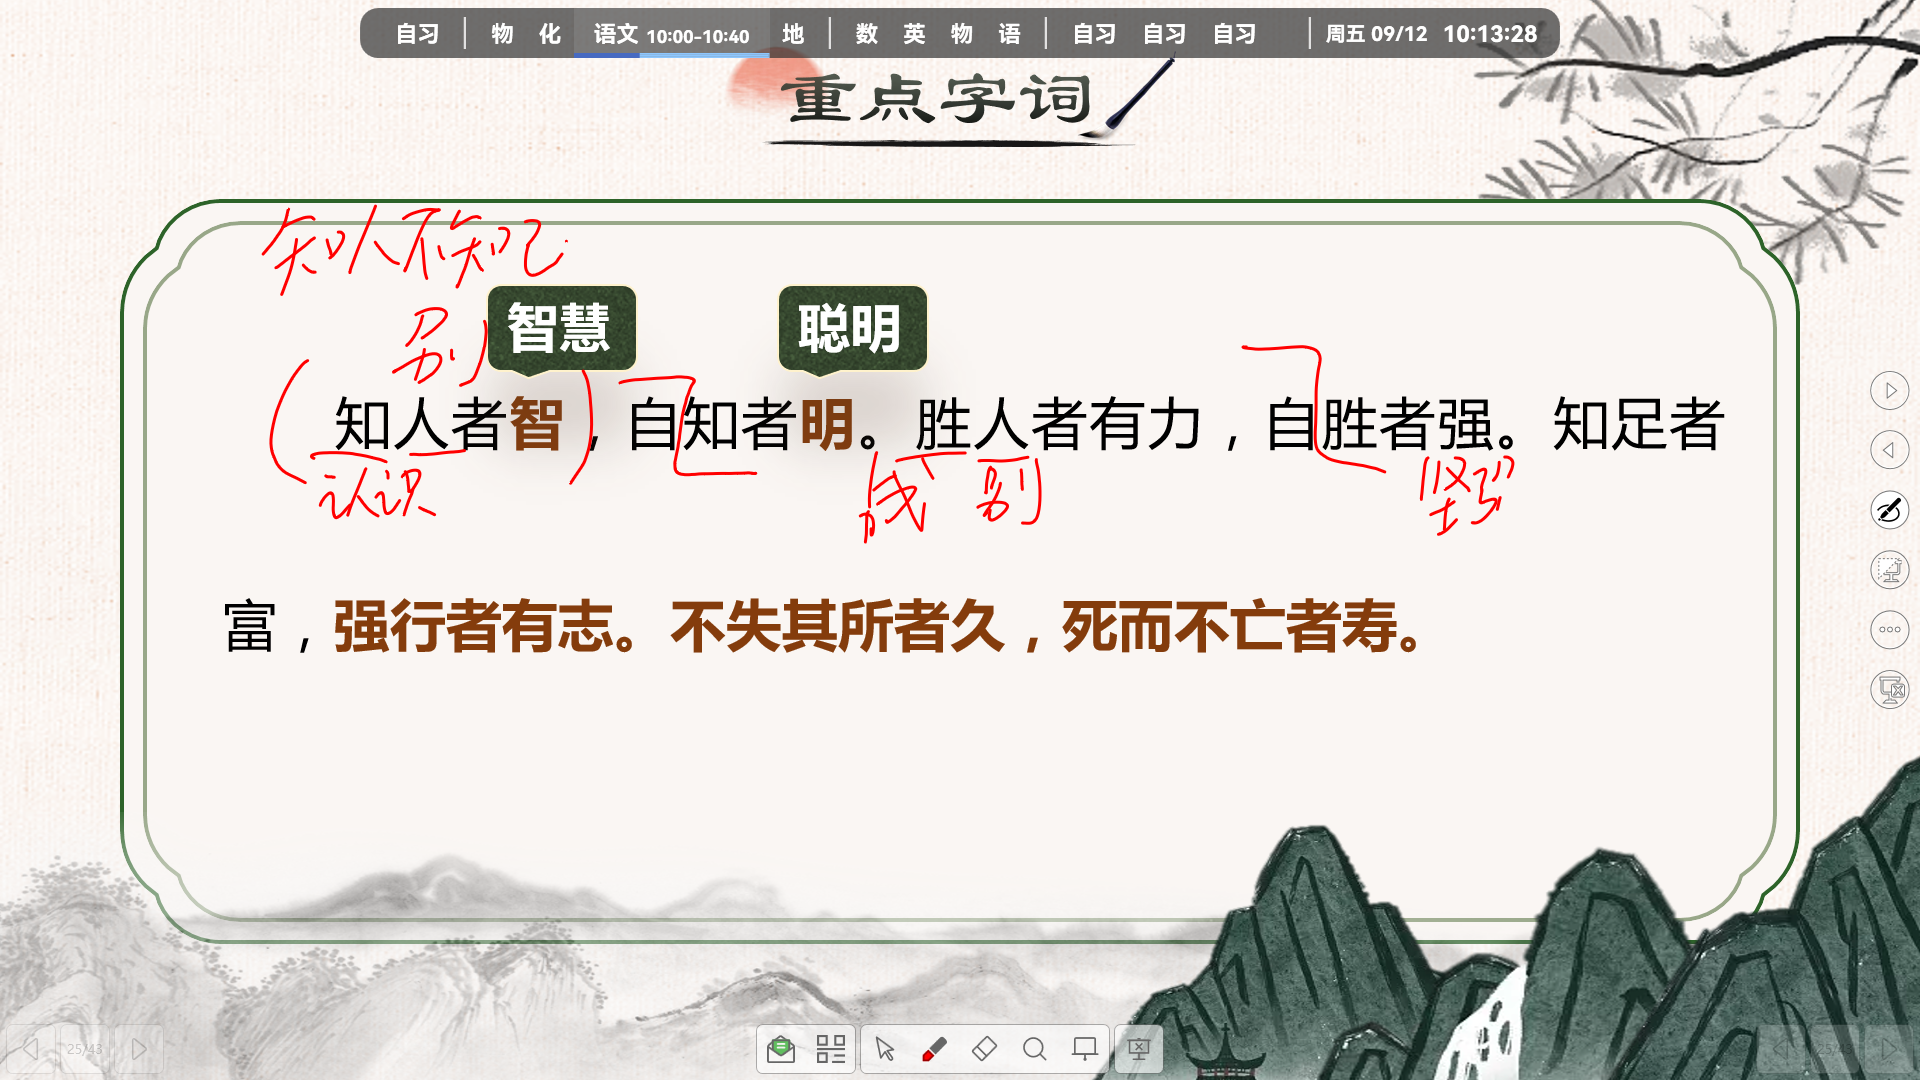 自习 物 化 语文 10:00-10:40 地 数 英 物 语 自习 自习 自习 周五 09/12 10:13:28
重点字词
知人不知己
别 智慧 聪明
知人者智，自知者明。胜人者有力，自胜者强。知足者
认识 别 坚强
富，强行者有志。不失其所者久，死而不亡者寿。
25/43